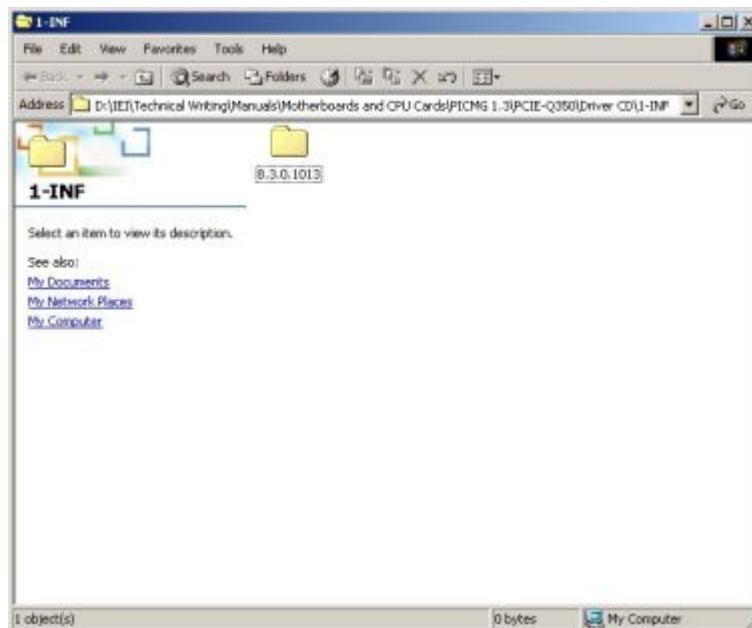 1-INF
File Edit View Favorites Tools Help
Back Search Folders
Address D:\IEI\Technical Writing\Manuals\Motherboards and CPU Cards\PICMG 1.3\PCIE-Q350\Driver CD\1-INF Go
8.3.0.1013
1-INF
Select an item to view its description.
See also:
My Documents
My Network Places
My Computer
1 object(s) 0 bytes My Computer